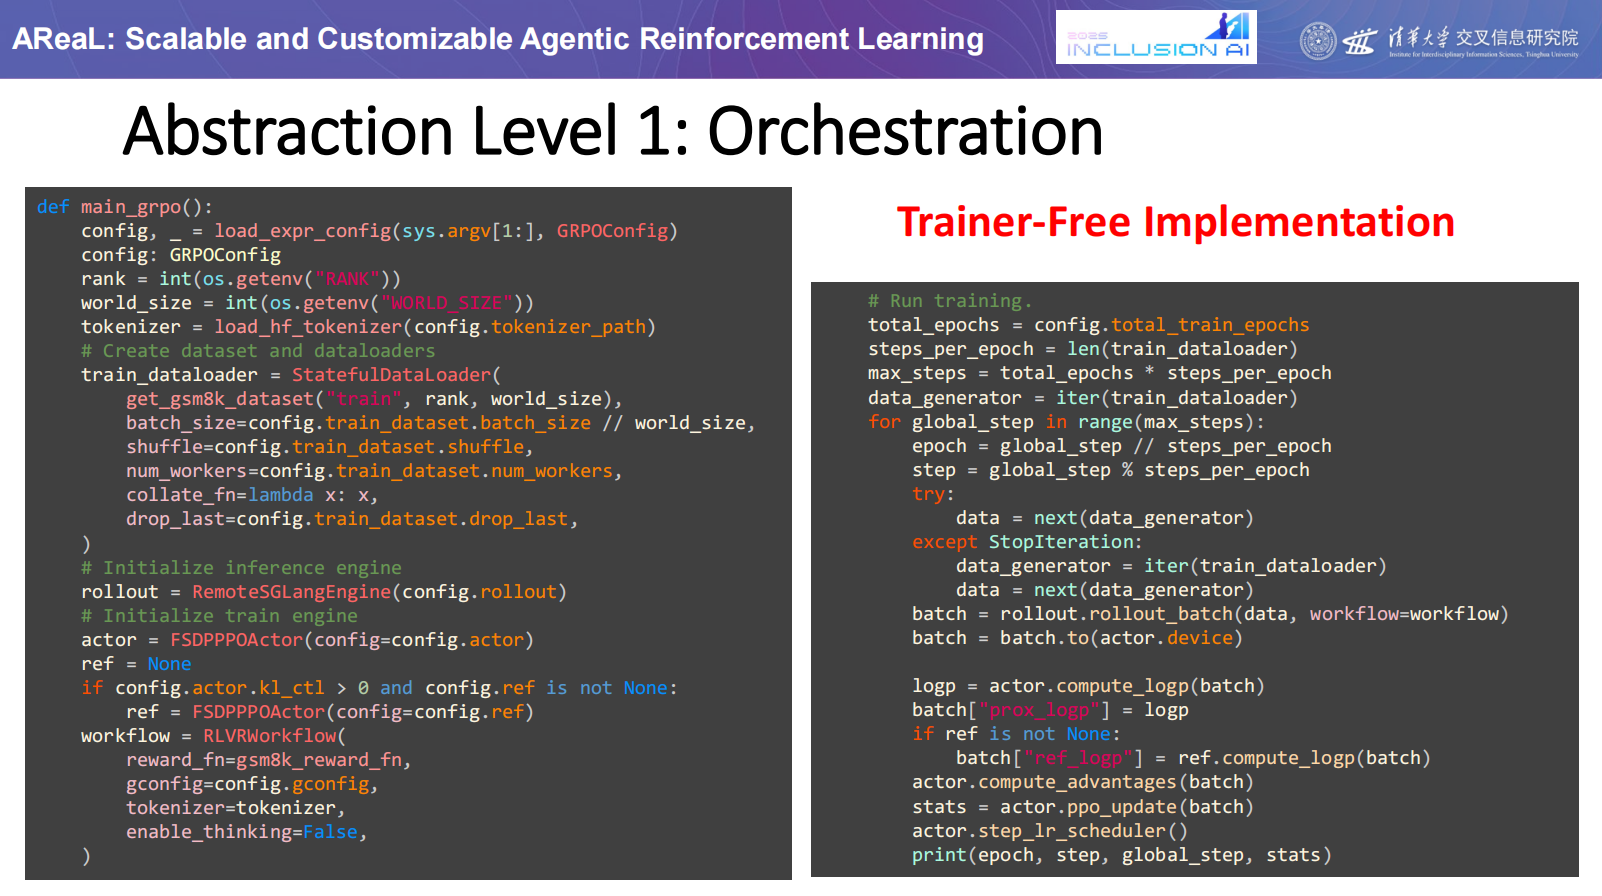 AReaL: Scalable and Customizable Agentic Reinforcement Learning
2025
INCLUSION AI
清华大学 交叉信息研究院
Institute for Interdisciplinary Information Sciences, Tsinghua University
Abstraction Level 1: Orchestration
def main_grpo():
    config, _ = load_expr_config(sys.argv[1:], GRPOConfig)
    config: GRPOConfig
    rank = int(os.getenv("RANK"))
    world_size = int(os.getenv("WORLD_SIZE"))
    tokenizer = load_hf_tokenizer(config.tokenizer_path)
    # Create dataset and dataloaders
    train_dataloader = StatefulDataLoader(
        get_gsm8k_dataset("train", rank, world_size),
        batch_size=config.train_dataset.batch_size // world_size,
        shuffle=config.train_dataset.shuffle,
        num_workers=config.train_dataset.num_workers,
        collate_fn=lambda x: x,
        drop_last=config.train_dataset.drop_last,
    )
    # Initialize inference engine
    rollout = RemoteSGLangEngine(config.rollout)
    # Initialize train engine
    actor = FSDPPPOActor(config=config.actor)
    ref = None
    if config.actor.kl_ctl > 0 and config.ref is not None:
        ref = FSDPPPOActor(config=config.ref)
    workflow = RLVRWorkflow(
        reward_fn=gsm8k_reward_fn,
        gconfig=config.gconfig,
        tokenizer=tokenizer,
        enable_thinking=False,
    )
Trainer-Free Implementation
    # Run training.
    total_epochs = config.total_train_epochs
    steps_per_epoch = len(train_dataloader)
    max_steps = total_epochs * steps_per_epoch
    data_generator = iter(train_dataloader)
    for global_step in range(max_steps):
        epoch = global_step // steps_per_epoch
        step = global_step % steps_per_epoch
        try:
            data = next(data_generator)
        except StopIteration:
            data_generator = iter(train_dataloader)
            data = next(data_generator)
        batch = rollout.rollout_batch(data, workflow=workflow)
        batch = batch.to(actor.device)
        logp = actor.compute_logp(batch)
        batch["prox_logp"] = logp
        if ref is not None:
            batch["ref_logp"] = ref.compute_logp(batch)
        actor.compute_advantages(batch)
        stats = actor.ppo_update(batch)
        actor.step_lr_scheduler()
        print(epoch, step, global_step, stats)